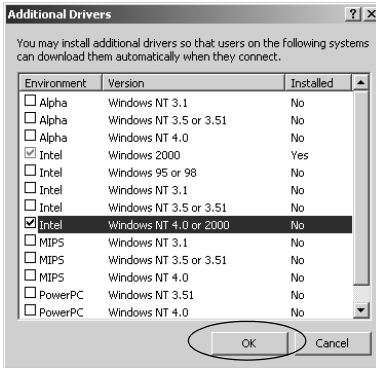 Additional Drivers
You may install additional drivers so that users on the following systems
can download them automatically when they connect.
Environment Version Installed
Alpha Windows NT 3.1 No
Alpha Windows NT 3.5 or 3.51 No
Alpha Windows NT 4.0 No
Intel Windows 2000 Yes
Intel Windows 95 or 98 No
Intel Windows NT 3.1 No
Intel Windows NT 3.5 or 3.51 No
Intel Windows NT 4.0 or 2000 No
MIPS Windows NT 3.1 No
MIPS Windows NT 3.5 or 3.51 No
MIPS Windows NT 4.0 No
PowerPC Windows NT 3.51 No
PowerPC Windows NT 4.0 No
OK Cancel